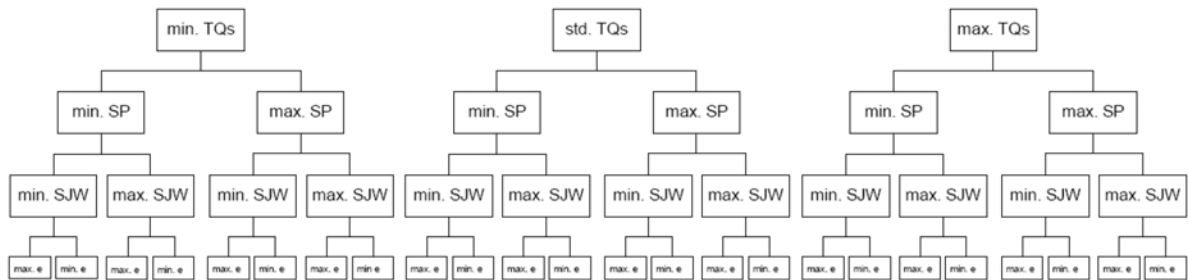 min. TQs std. TQs max. TQs
min. SP max. SP min. SP max. SP min. SP max. SP
min. SJW max. SJW min. SJW max. SJW min. SJW max. SJW min. SJW max. SJW min. SJW max. SJW min. SJW max. SJW
max. e min. e max. e min. e max. e min. e max. e min e max. e min. e max. e min. e max. e min. e max. e min. e max. e min. e max. e min. e max. e min. e max. e min. e